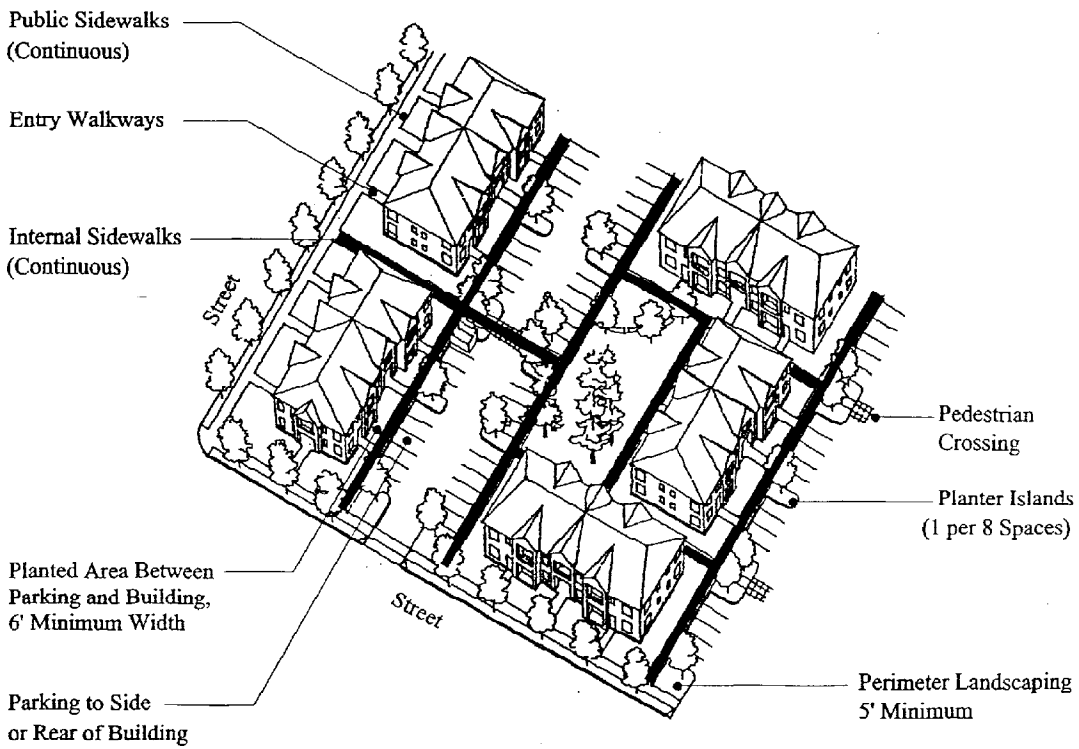 Public Sidewalks
(Continuous)
Entry Walkways
Internal Sidewalks
(Continuous)
Street
Planted Area Between
Parking and Building,
6' Minimum Width
Parking to Side
or Rear of Building
Street
Pedestrian
Crossing
Planter Islands
(1 per 8 Spaces)
Perimeter Landscaping
5' Minimum